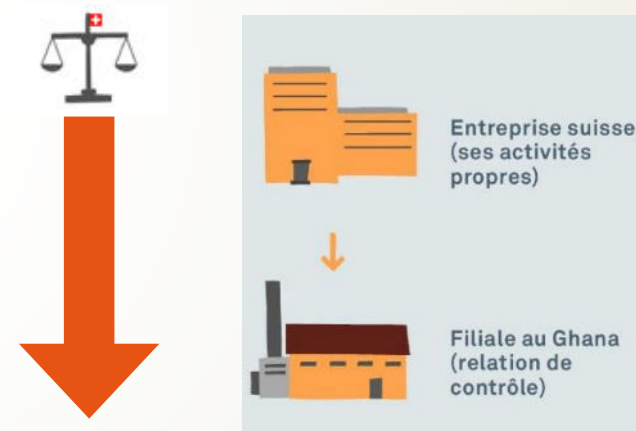 Entreprise suisse
(ses activités
propres)
Filiale au Ghana
(relation de
contrôle)